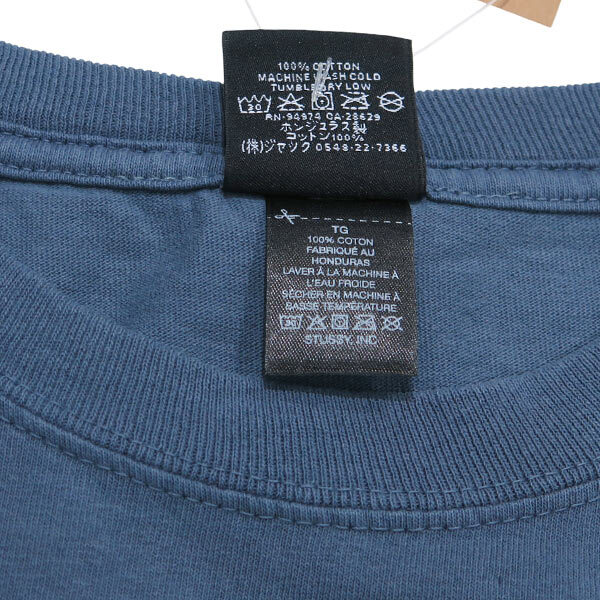 100% COTTON
MACHINE WASH COLD
TUMBLE DRY LOW
30
RN-94974 CA-28629
ホンジュラス製
コットン100%
(株)ジャック 0548-22-7366
TG
100% COTON
FABRIQUÉ AU
HONDURAS
LAVER À LA MACHINE À
L'EAU FROIDE
SÉCHER EN MACHINE À
BASSE TEMPÉRATURE
30
STUSSY, INC